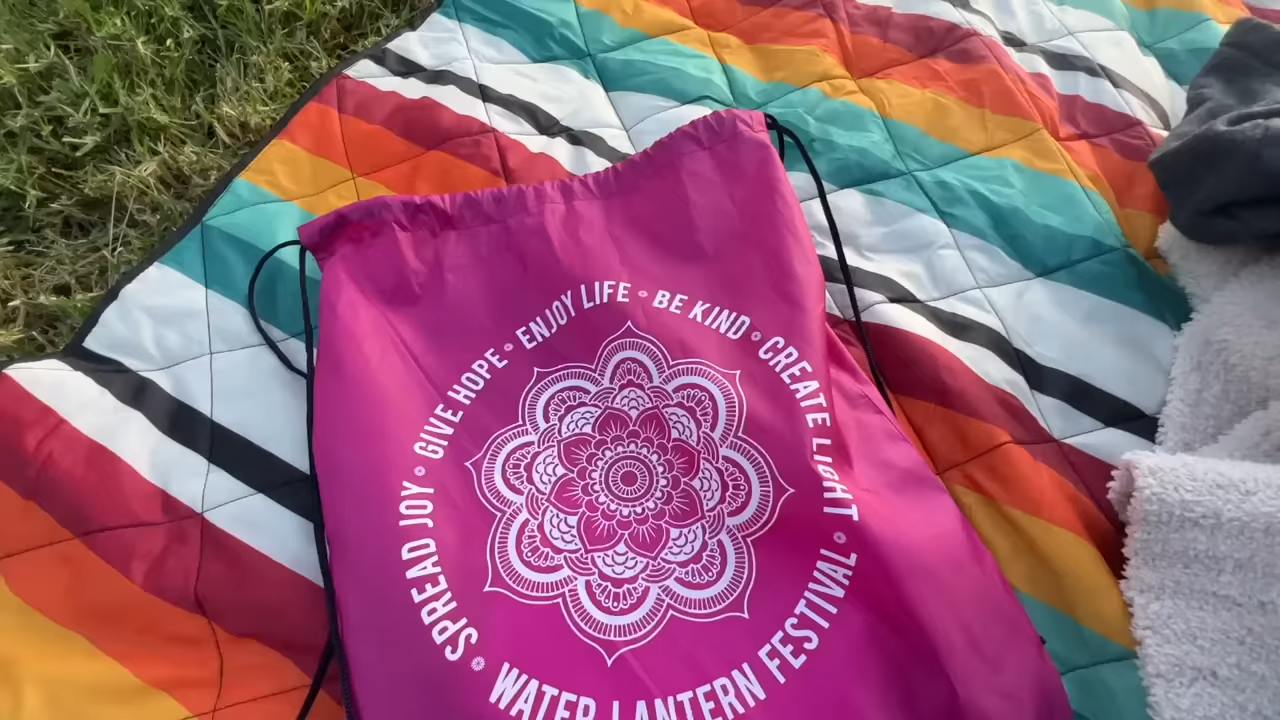 SPREAD JOY • GIVE HOPE • ENJOY LIFE • BE KIND • CREATE LIGHT •
WATER LANTERN FESTIVAL